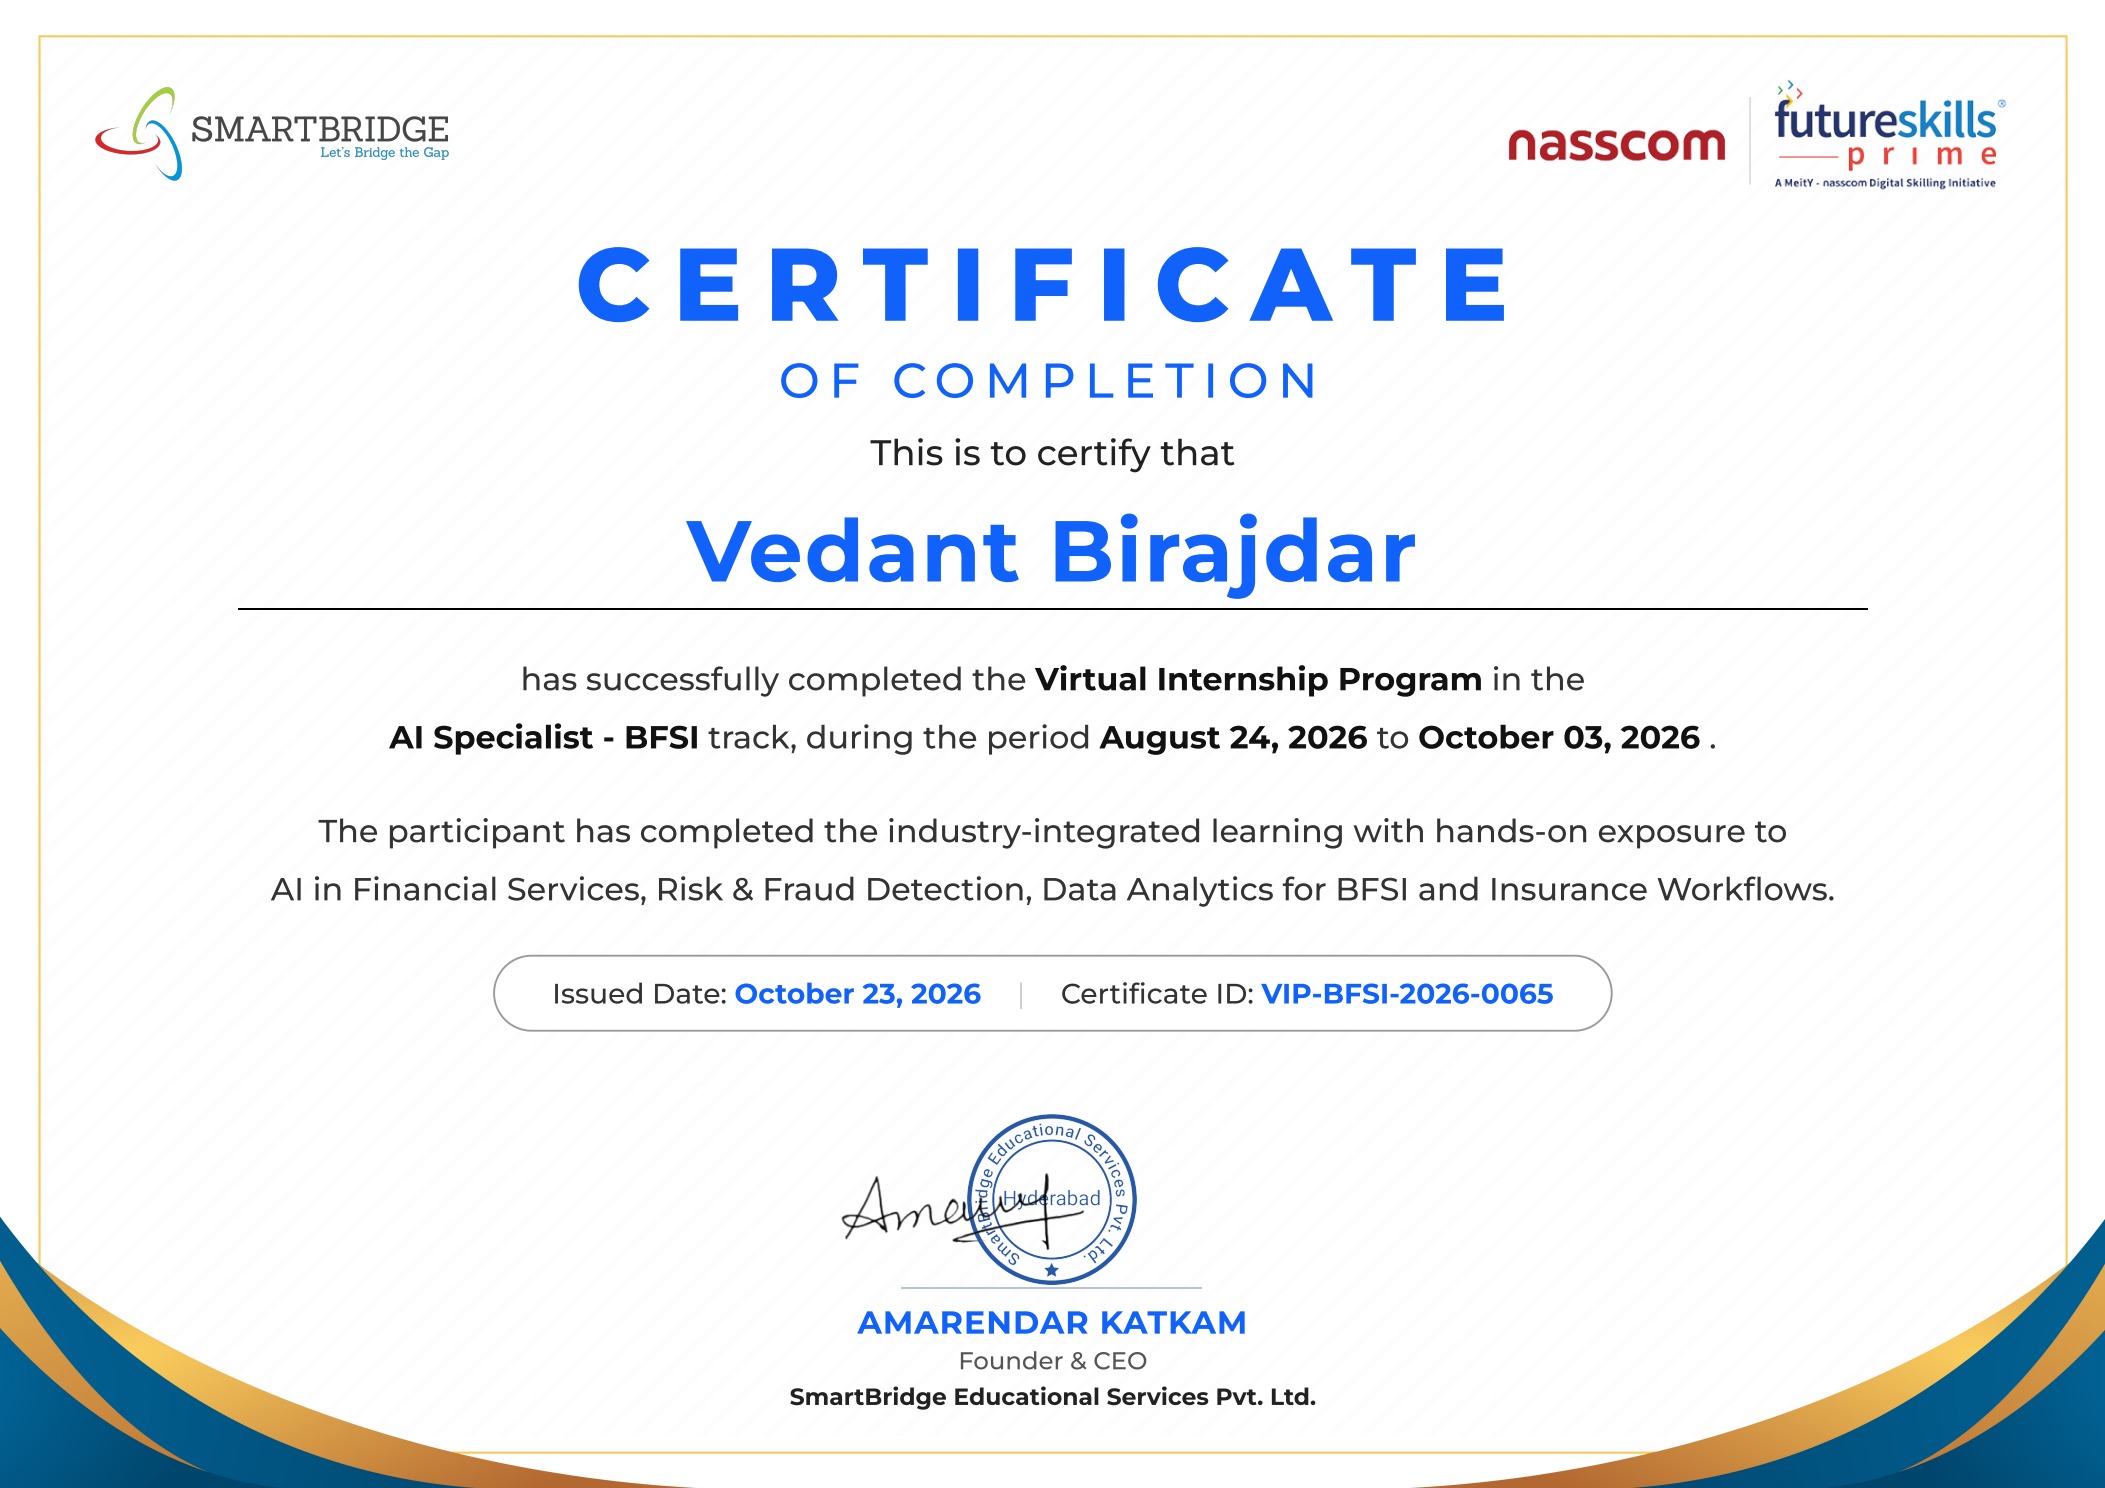 SMARTBRIDGE
Let's Bridge the Gap
nasscom
futureskills®
prime
A MeitY - nasscom Digital Skilling Initiative
CERTIFICATE
OF COMPLETION
This is to certify that
Vedant Birajdar
has successfully completed the Virtual Internship Program in the
AI Specialist - BFSI track, during the period August 24, 2026 to October 03, 2026 .
The participant has completed the industry-integrated learning with hands-on exposure to
AI in Financial Services, Risk & Fraud Detection, Data Analytics for BFSI and Insurance Workflows.
Issued Date: October 23, 2026 | Certificate ID: VIP-BFSI-2026-0065
SmartBridge Educational Services Pvt. Ltd.
Hyderabad
AMARENDAR KATKAM
Founder & CEO
SmartBridge Educational Services Pvt. Ltd.